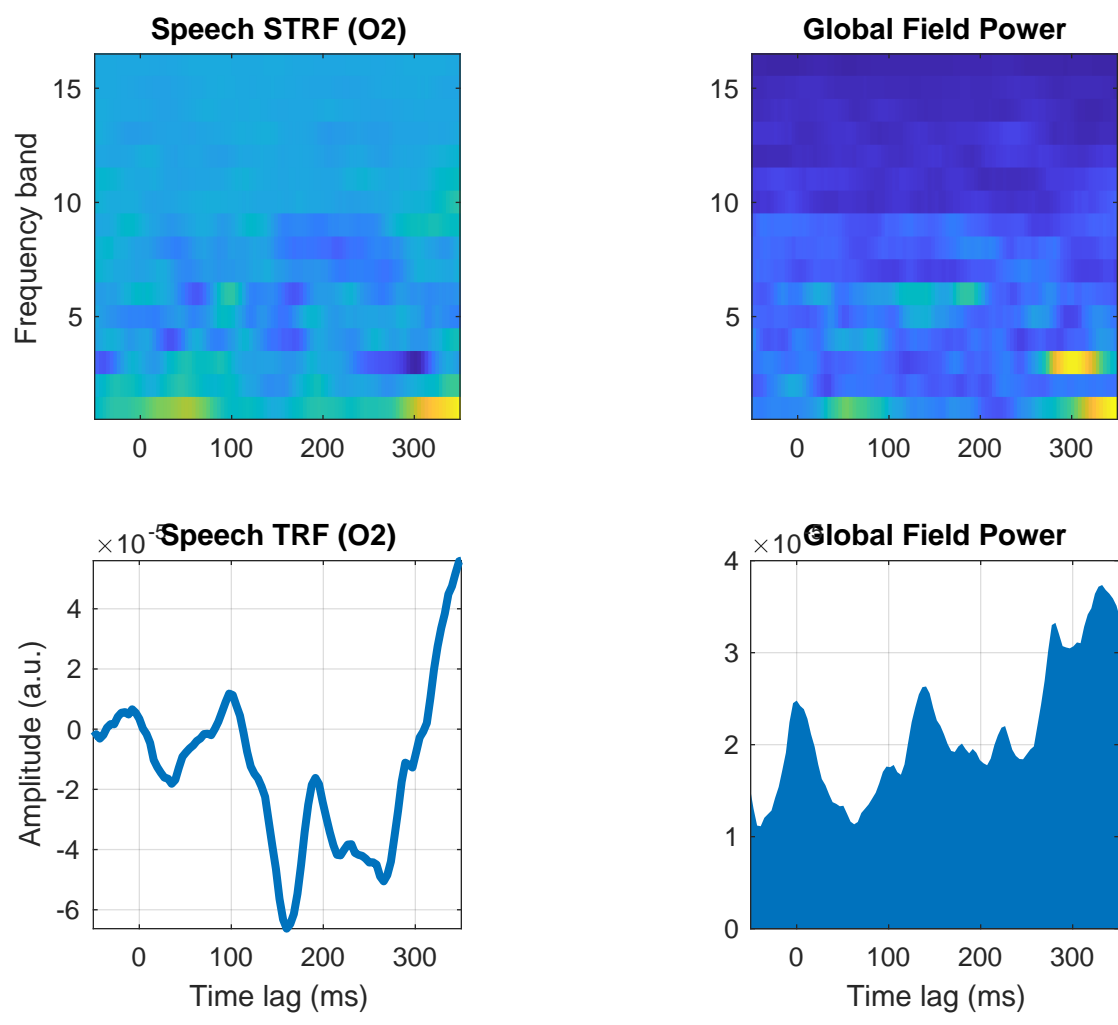 Speech STRF (O2)
Frequency band
15
10
5
0 100 200 300
Global Field Power
15
10
5
0 100 200 300
Speech TRF (O2)
×10^-5
Amplitude (a.u.)
4
2
0
-2
-4
-6
0 100 200 300
Time lag (ms)
Global Field Power
×10^-5
4
3
2
1
0
0 100 200 300
Time lag (ms)